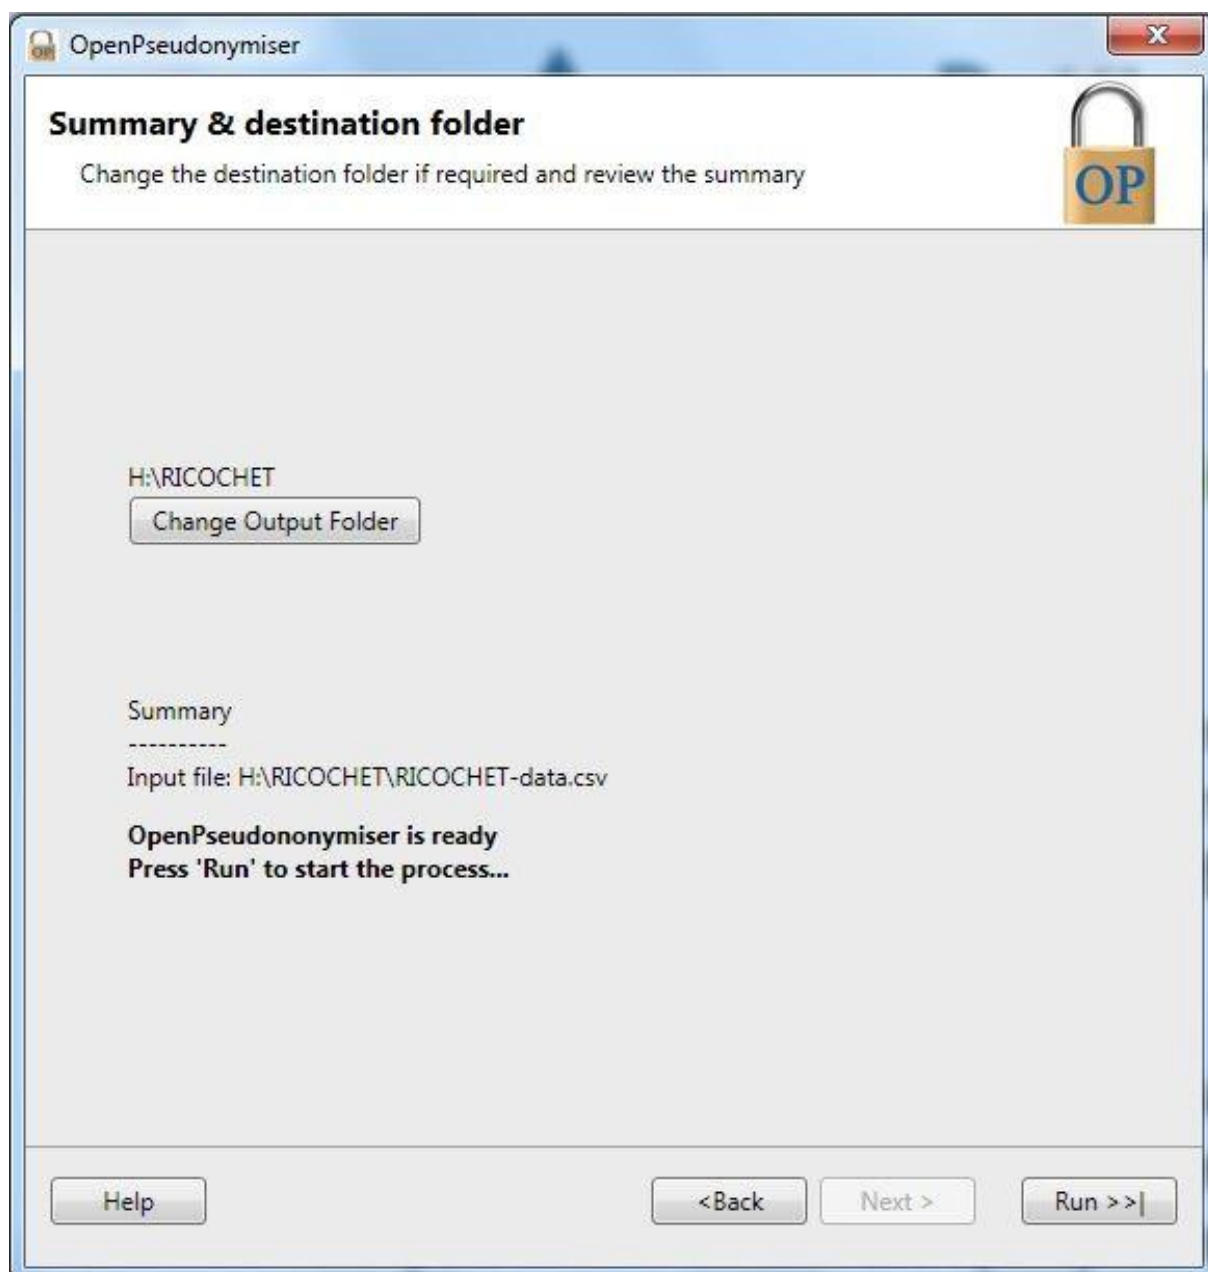 OpenPseudonymiser
X
Summary & destination folder
Change the destination folder if required and review the summary
OP
H:\RICOCHET
Change Output Folder
Summary
----------
Input file: H:\RICOCHET\RICOCHET-data.csv
OpenPseudononymiser is ready
Press 'Run' to start the process...
Help
<Back
Next >
Run >>|